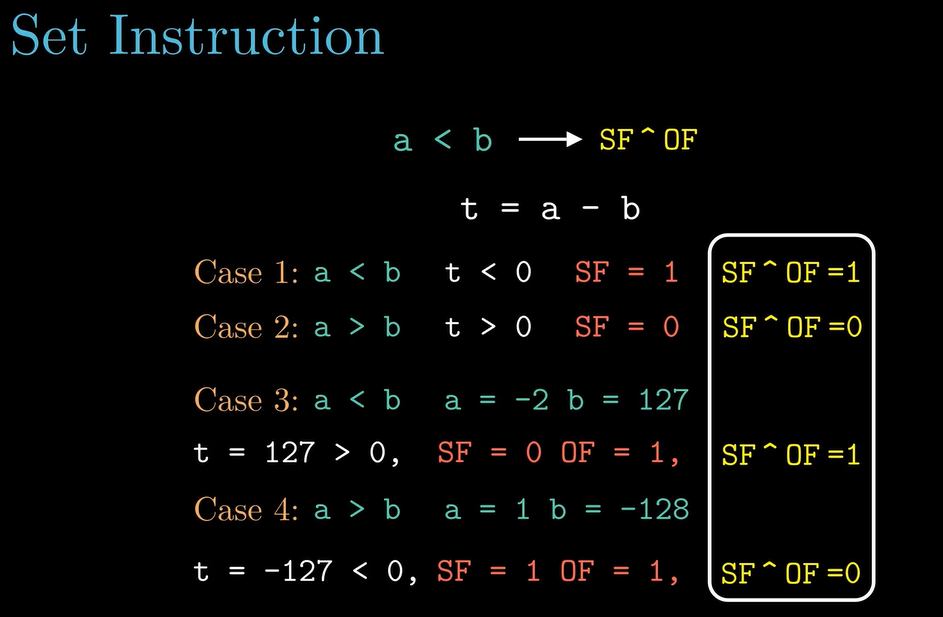 Set Instruction
a < b ⟶ SF^OF
t = a - b
Case 1: a < b t < 0 SF = 1 SF^OF=1
Case 2: a > b t > 0 SF = 0 SF^OF=0
Case 3: a < b a = -2 b = 127
t = 127 > 0, SF = 0 OF = 1, SF^OF=1
Case 4: a > b a = 1 b = -128
t = -127 < 0, SF = 1 OF = 1, SF^OF=0